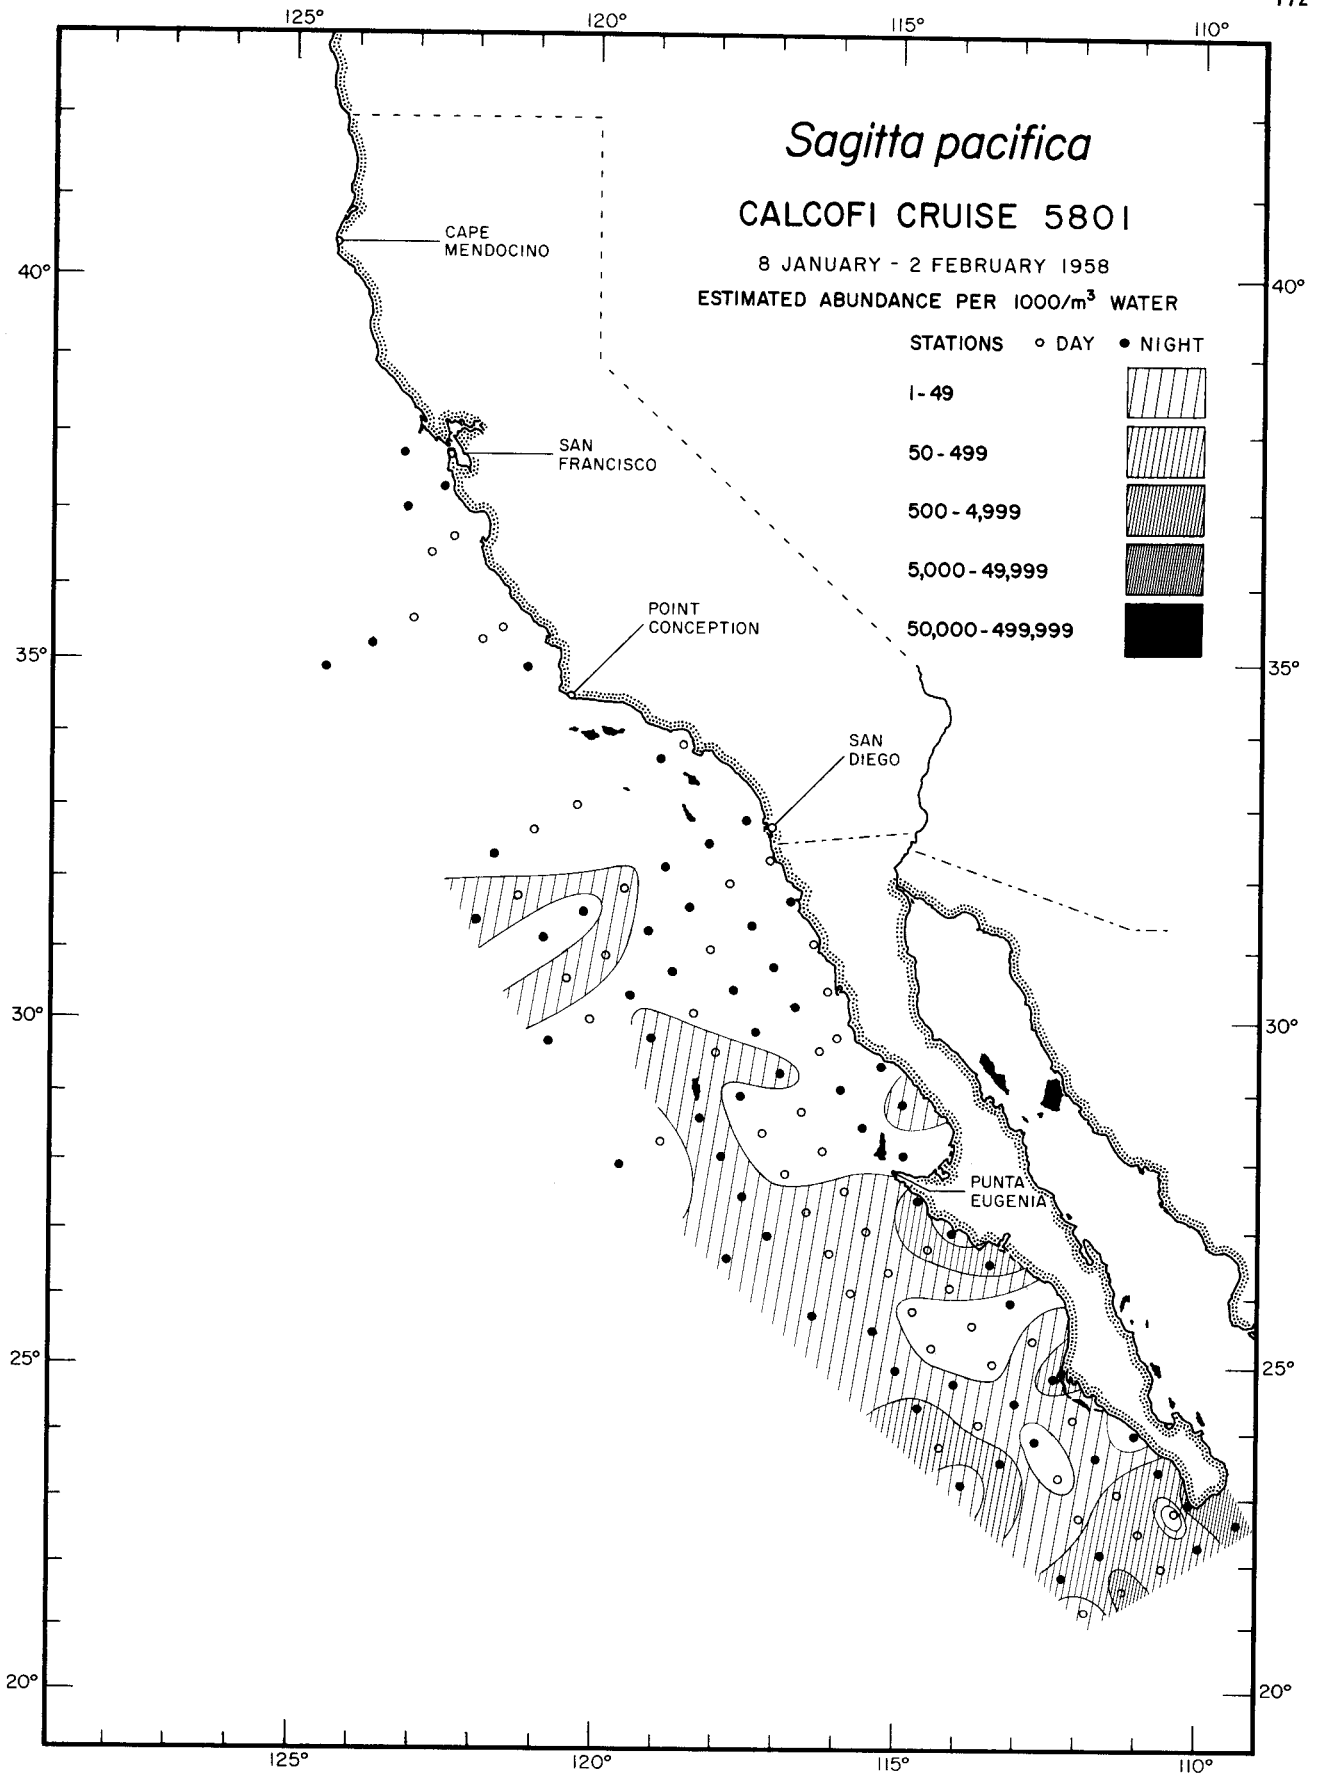 125°
120°
115°
110°
Sagitta pacifica
CALCOFI CRUISE 5801
8 JANUARY - 2 FEBRUARY 1958
ESTIMATED ABUNDANCE PER 1000/m³ WATER
STATIONS ○ DAY ● NIGHT
1-49
50-499
500-4,999
5,000-49,999
50,000-499,999
CAPE
MENDOCINO
40°
40°
SAN
FRANCISCO
POINT
CONCEPTION
35°
35°
SAN
DIEGO
30°
30°
PUNTA
EUGENIA
25°
25°
20°
20°
125°
120°
115°
110°